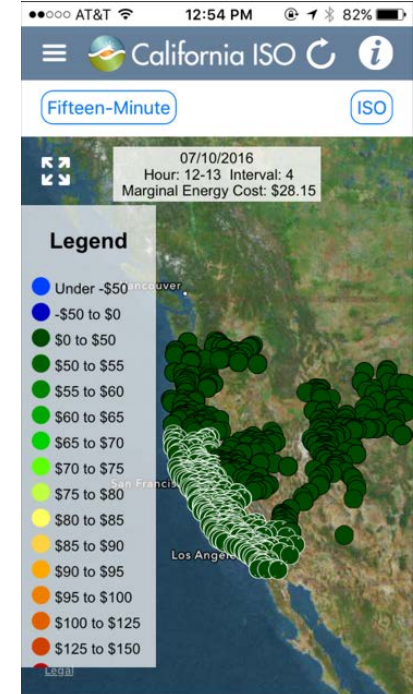 AT&T 12:54 PM 82%
California ISO
Fifteen-Minute ISO
07/10/2016
Hour: 12-13 Interval: 4
Marginal Energy Cost: $28.15
Legend
Under -$50
-$50 to $0
$0 to $50
$50 to $55
$55 to $60
$60 to $65
$65 to $70
$70 to $75
$75 to $80
$80 to $85
$85 to $90
$90 to $95
$95 to $100
$100 to $125
$125 to $150
ncouver
San Francis
Los Angele
Legal